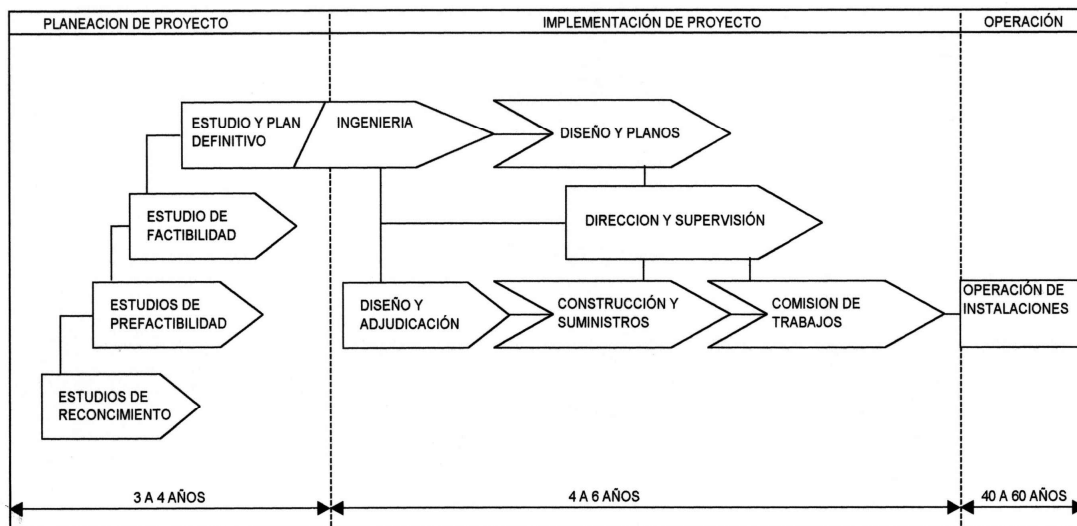 PLANEACION DE PROYECTO
IMPLEMENTACIÓN DE PROYECTO
OPERACIÓN
ESTUDIO Y PLAN
DEFINITIVO
INGENIERIA
DISEÑO Y PLANOS
ESTUDIO DE
FACTIBILIDAD
DIRECCION Y SUPERVISIÓN
ESTUDIOS DE
PREFACTIBILIDAD
DISEÑO Y
ADJUDICACIÓN
CONSTRUCCIÓN Y
SUMINISTROS
COMISION DE
TRABAJOS
OPERACIÓN DE
INSTALACIONES
ESTUDIOS DE
RECONCIMIENTO
3 A 4 AÑOS
4 A 6 AÑOS
40 A 60 AÑOS